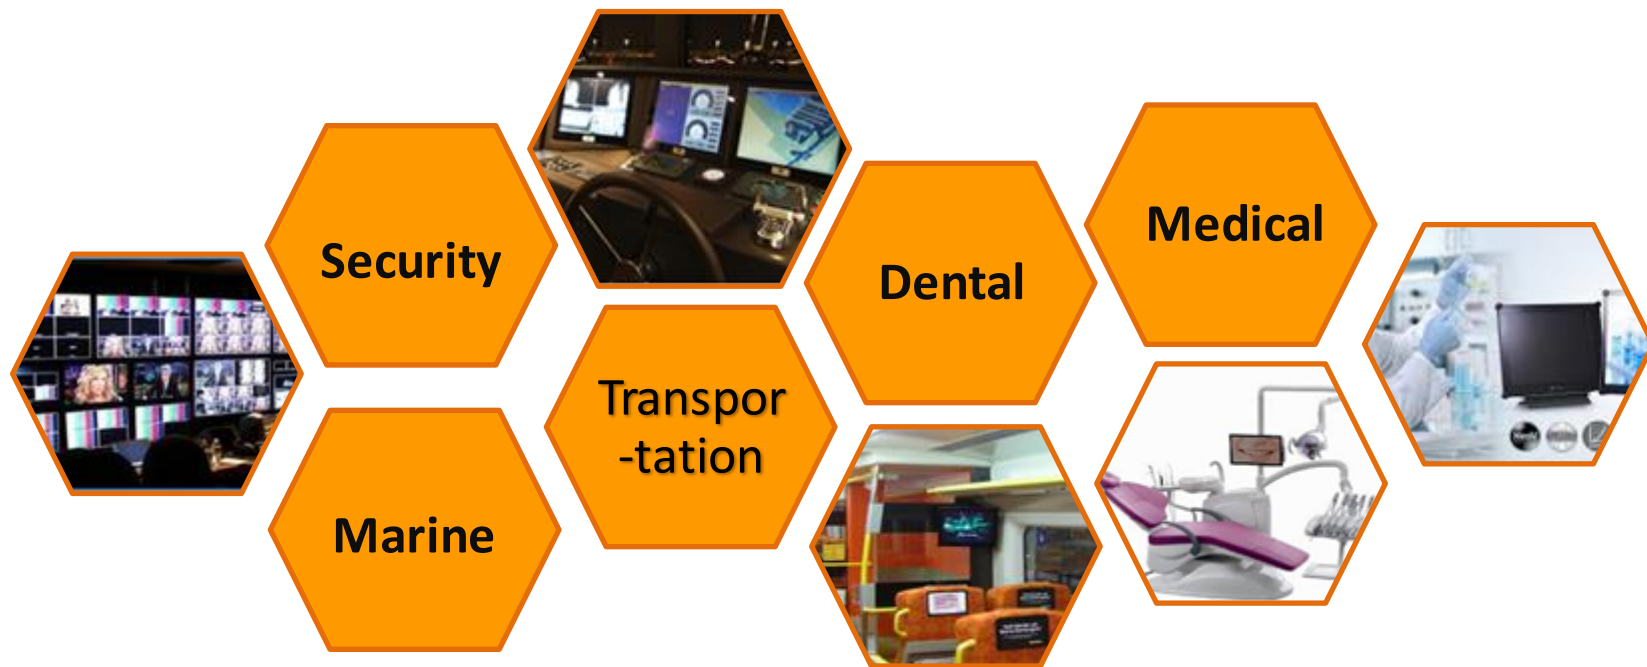 Security
Marine
Transpor
-tation
Dental
Medical